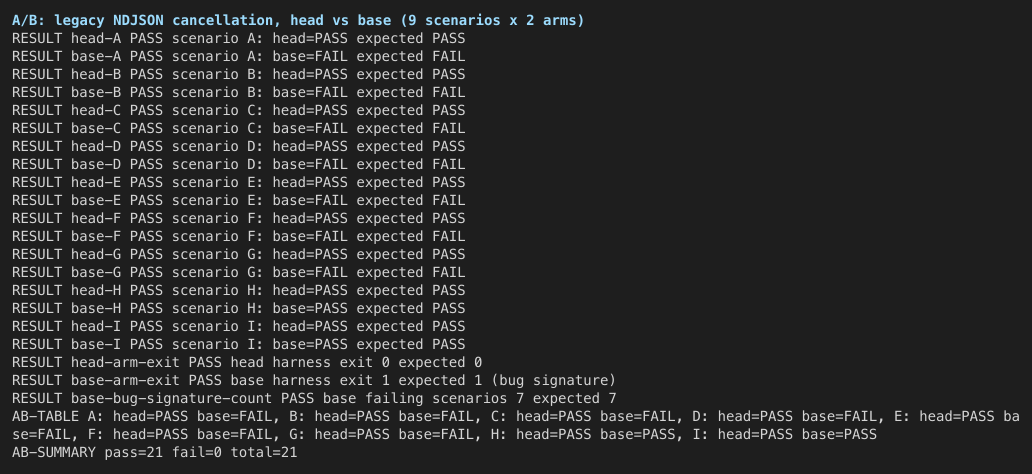 A/B: legacy NDJSON cancellation, head vs base (9 scenarios x 2 arms)
RESULT head-A PASS scenario A: head=PASS expected PASS
RESULT base-A PASS scenario A: base=FAIL expected FAIL
RESULT head-B PASS scenario B: head=PASS expected PASS
RESULT base-B PASS scenario B: base=FAIL expected FAIL
RESULT head-C PASS scenario C: head=PASS expected PASS
RESULT base-C PASS scenario C: base=FAIL expected FAIL
RESULT head-D PASS scenario D: head=PASS expected PASS
RESULT base-D PASS scenario D: base=FAIL expected FAIL
RESULT head-E PASS scenario E: head=PASS expected PASS
RESULT base-E PASS scenario E: base=FAIL expected FAIL
RESULT head-F PASS scenario F: head=PASS expected PASS
RESULT base-F PASS scenario F: base=FAIL expected FAIL
RESULT head-G PASS scenario G: head=PASS expected PASS
RESULT base-G PASS scenario G: base=FAIL expected FAIL
RESULT head-H PASS scenario H: head=PASS expected PASS
RESULT base-H PASS scenario H: base=PASS expected PASS
RESULT head-I PASS scenario I: head=PASS expected PASS
RESULT base-I PASS scenario I: base=PASS expected PASS
RESULT head-arm-exit PASS head harness exit 0 expected 0
RESULT base-arm-exit PASS base harness exit 1 expected 1 (bug signature)
RESULT base-bug-signature-count PASS base failing scenarios 7 expected 7
AB-TABLE A: head=PASS base=FAIL, B: head=PASS base=FAIL, C: head=PASS base=FAIL, D: head=PASS base=FAIL, E: head=PASS ba
se=FAIL, F: head=PASS base=FAIL, G: head=PASS base=FAIL, H: head=PASS base=PASS, I: head=PASS base=PASS
AB-SUMMARY pass=21 fail=0 total=21